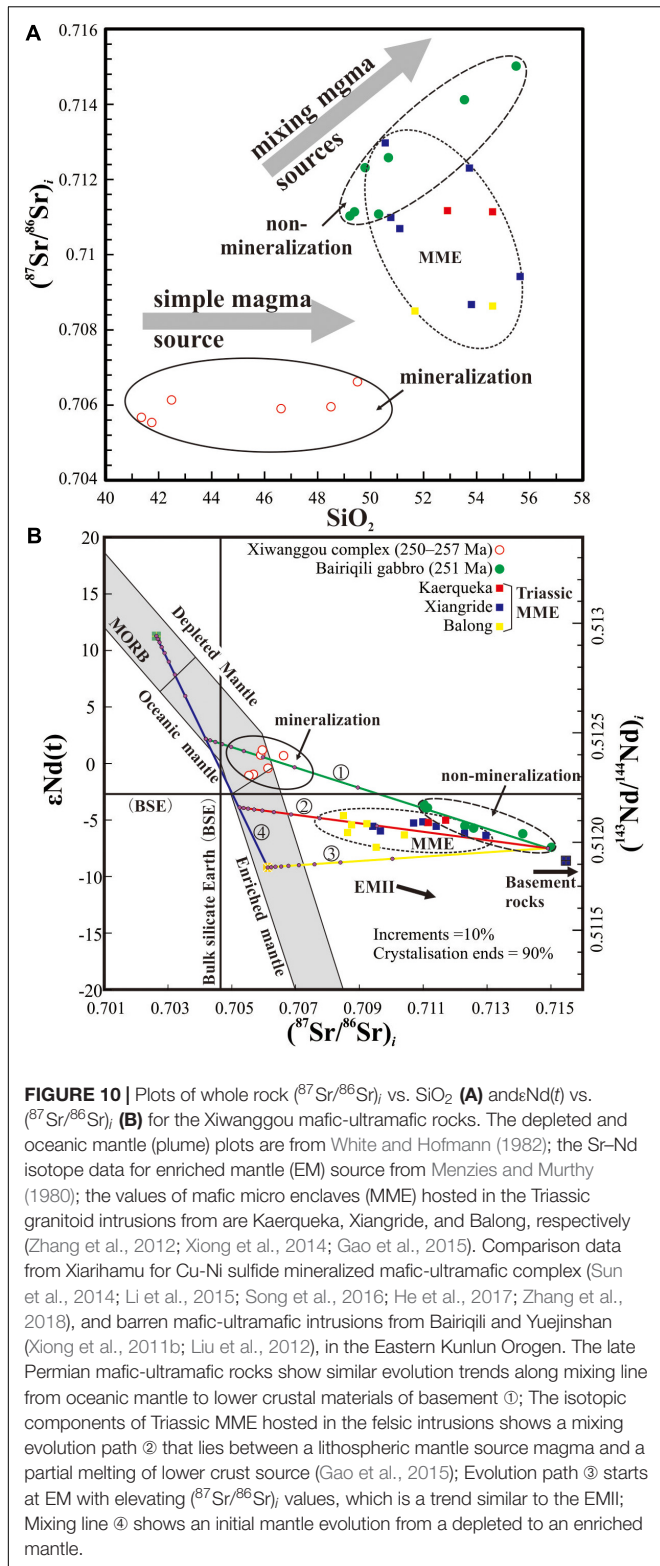 A
0.716
0.714
0.712
0.71
0.708
0.706
0.704
(⁸⁷Sr/⁸⁶Sr)i
mixing mgma
sources
non-
mineralization
MME
simple magma
source
mineralization
40 42 44 46 48 50 52 54 56 58
SiO₂
B
20
15
10
5
0
-5
-10
-15
-20
εNd(t)
Xiwanggou complex (250–257 Ma)
Bairiqili gabbro (251 Ma)
Kaerqueka
Xiangride
Balong
Triassic
MME
MORB
Depleted Mantle
Oceanic mantle
mineralization
①
non-mineralization
(BSE)
②
④
MME
③
EMII
Basement
rocks
Bulk silicate Earth (BSE)
Enriched mantle
Increments =10%
Crystalisation ends = 90%
0.513
0.5125
0.5120
0.5115
(¹⁴³Nd/¹⁴⁴Nd)i
0.701 0.703 0.705 0.707 0.709 0.711 0.713 0.715
(⁸⁷Sr/⁸⁶Sr)i
FIGURE 10 | Plots of whole rock (⁸⁷Sr/⁸⁶Sr)i vs. SiO₂ (A) andεNd(t) vs.
(⁸⁷Sr/⁸⁶Sr)i (B) for the Xiwanggou mafic-ultramafic rocks. The depleted and
oceanic mantle (plume) plots are from White and Hofmann (1982); the Sr–Nd
isotope data for enriched mantle (EM) source from Menzies and Murthy
(1980); the values of mafic micro enclaves (MME) hosted in the Triassic
granitoid intrusions from are Kaerqueka, Xiangride, and Balong, respectively
(Zhang et al., 2012; Xiong et al., 2014; Gao et al., 2015). Comparison data
from Xiarihamu for Cu-Ni sulfide mineralized mafic-ultramafic complex (Sun
et al., 2014; Li et al., 2015; Song et al., 2016; He et al., 2017; Zhang et al.,
2018), and barren mafic-ultramafic intrusions from Bairiqili and Yuejinshan
(Xiong et al., 2011b; Liu et al., 2012), in the Eastern Kunlun Orogen. The late
Permian mafic-ultramafic rocks show similar evolution trends along mixing line
from oceanic mantle to lower crustal materials of basement ①; The isotopic
components of Triassic MME hosted in the felsic intrusions shows a mixing
evolution path ② that lies between a lithospheric mantle source magma and a
partial melting of lower crust source (Gao et al., 2015); Evolution path ③ starts
at EM with elevating (⁸⁷Sr/⁸⁶Sr)i values, which is a trend similar to the EMII;
Mixing line ④ shows an initial mantle evolution from a depleted to an enriched
mantle.